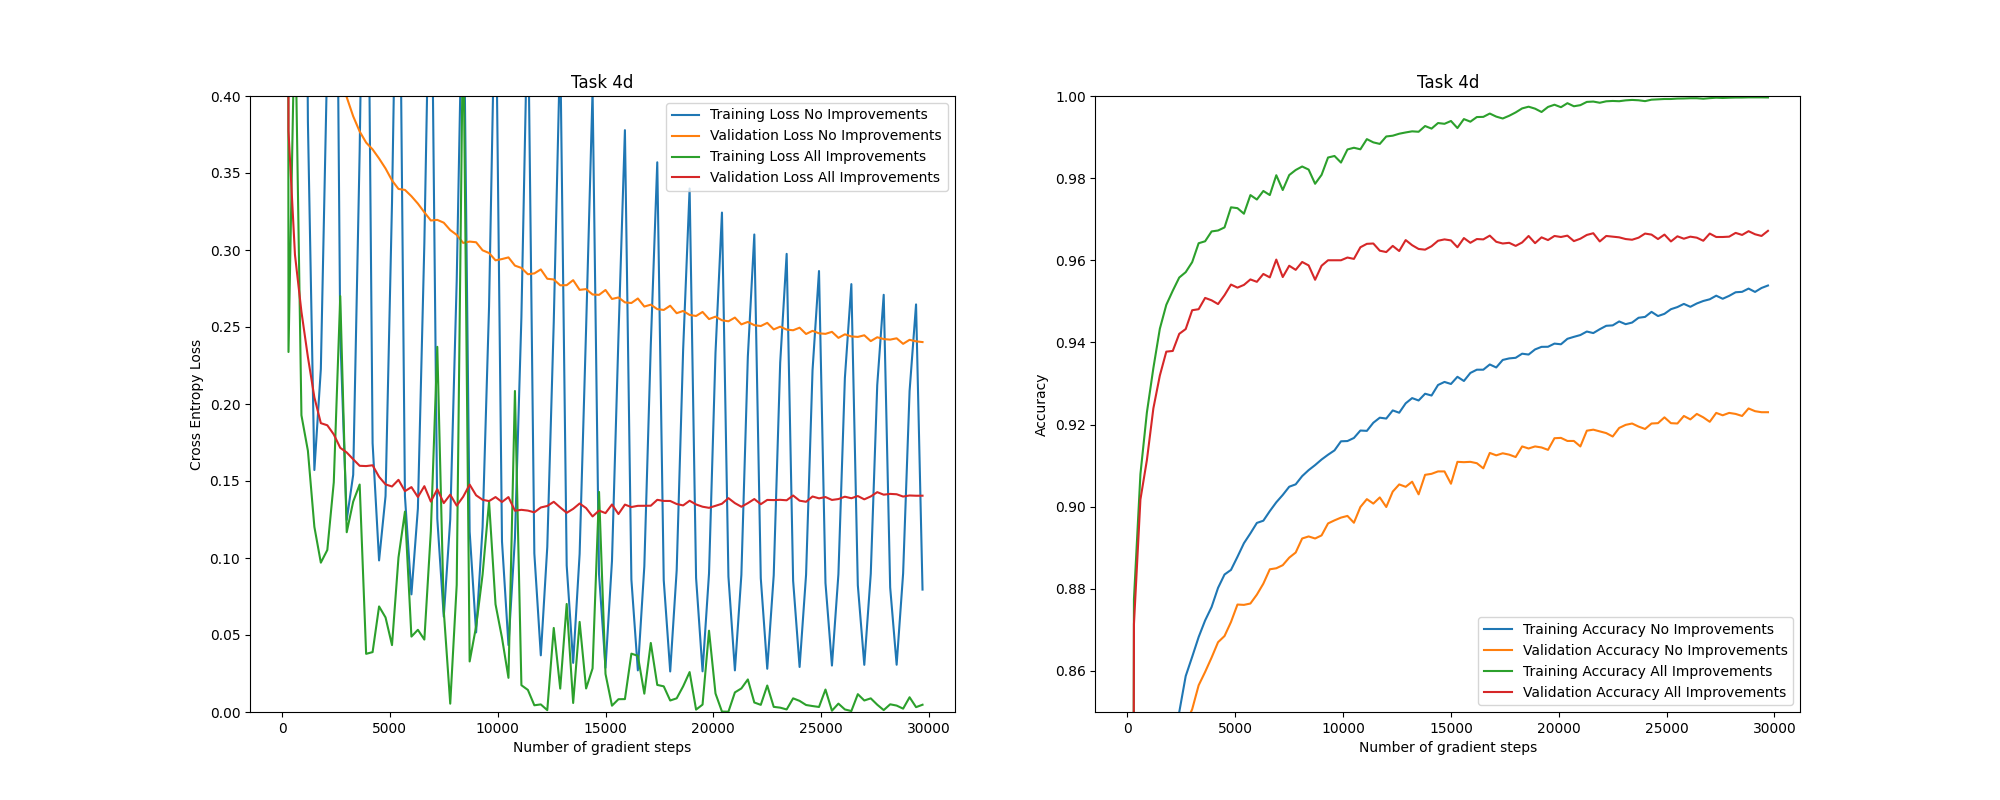 Task 4d
Cross Entropy Loss
0.40
0.35
0.30
0.25
0.20
0.15
0.10
0.05
0.00
Training Loss No Improvements
Validation Loss No Improvements
Training Loss All Improvements
Validation Loss All Improvements
0
5000
10000
15000
20000
25000
30000
Number of gradient steps
Task 4d
Accuracy
1.00
0.98
0.96
0.94
0.92
0.90
0.88
0.86
Training Accuracy No Improvements
Validation Accuracy No Improvements
Training Accuracy All Improvements
Validation Accuracy All Improvements
0
5000
10000
15000
20000
25000
30000
Number of gradient steps